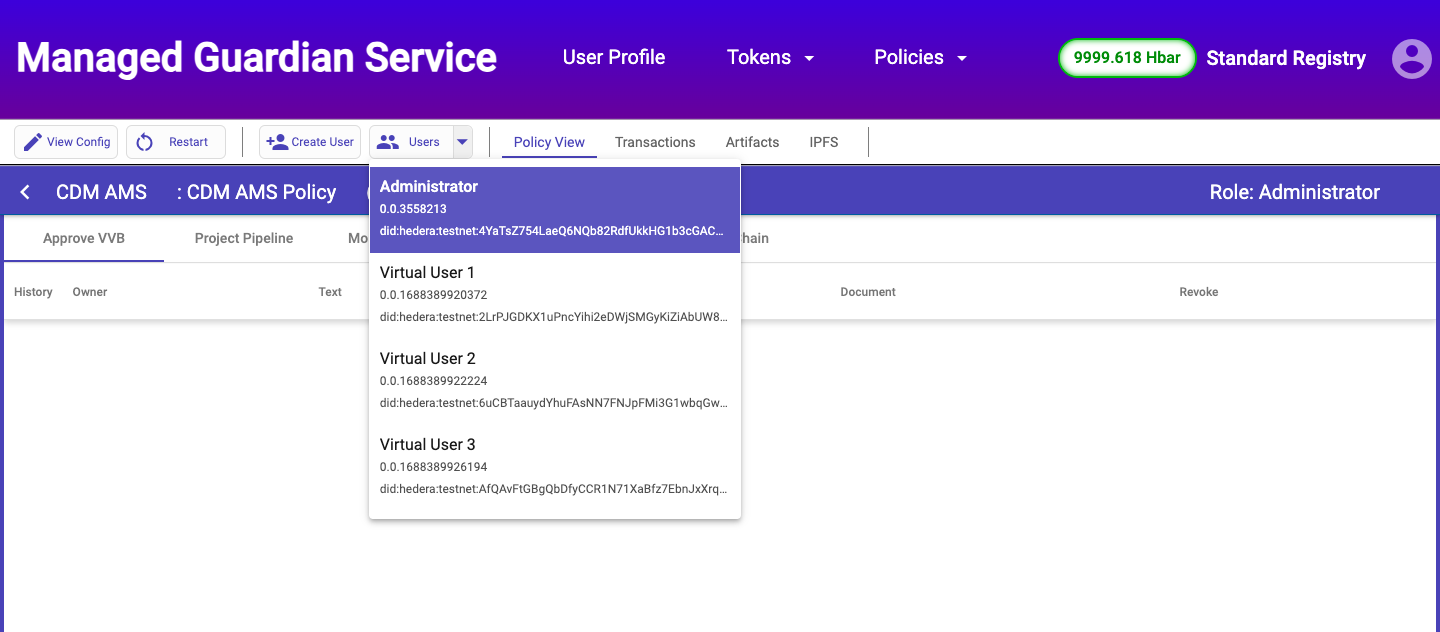 Managed Guardian Service User Profile Tokens Policies 9999.618 Hbar Standard Registry
View Config Restart Create User Users Policy View Transactions Artifacts IPFS
CDM AMS : CDM AMS Policy Role: Administrator
Approve VVB Project Pipeline
History Owner Text Document Revoke
Administrator
0.0.3558213
did:hedera:testnet:4YaTsZ754LaeQ6NQb82RdfUkkHG1b3cGAC...
Virtual User 1
0.0.1688389920372
did:hedera:testnet:2LrPJGDKX1uPncYihi2eDWjSMGyKiZiAbUW8...
Virtual User 2
0.0.1688389922224
did:hedera:testnet:6uCBTaauydYhuFAsNN7FNJpFMi3G1wbqGw...
Virtual User 3
0.0.1688389926194
did:hedera:testnet:AfQAvFtGBgQbDfyCCR1N71XaBfz7EbnJxXrq...